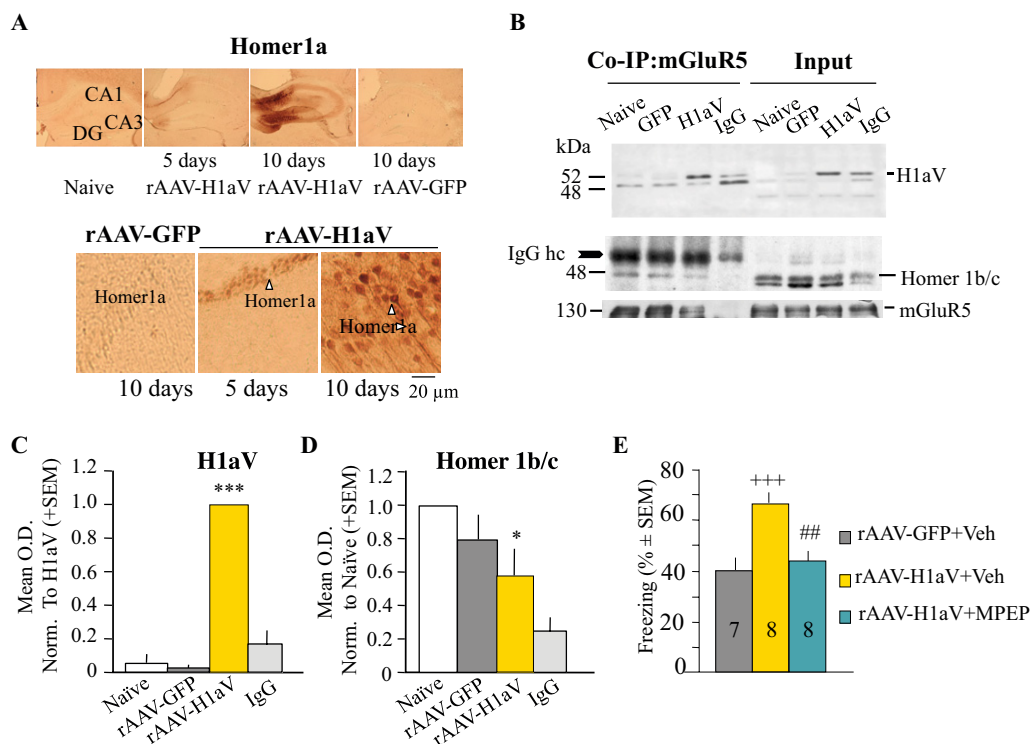 A
Homer1a
CA1
CA3
DG
5 days
10 days
10 days
Naive
rAAV-H1aV
rAAV-H1aV
rAAV-GFP
rAAV-GFP
rAAV-H1aV
Homer1a
Homer1a
Homer1a
10 days
5 days
10 days
20 µm
B
Co-IP:mGluR5
Input
Naive
GFP
H1aV
IgG
Naive
GFP
H1aV
IgG
kDa
52
48
H1aV
IgG hc
48
Homer 1b/c
130
mGluR5
C
H1aV
Mean O.D.
Norm. To H1aV (+SEM)
1.2
1.0
0.8
0.6
0.4
0.2
0
***
Naïve
rAAV-GFP
rAAV-H1aV
IgG
D
Homer 1b/c
Mean O.D.
Norm. to Naïve (+SEM)
1.2
1.0
0.8
0.6
0.4
0.2
0
*
Naïve
rAAV-GFP
rAAV-H1aV
IgG
E
Freezing (% ± SEM)
80
60
40
20
0
+++
##
7
8
8
rAAV-GFP+Veh
rAAV-H1aV+Veh
rAAV-H1aV+MPEP